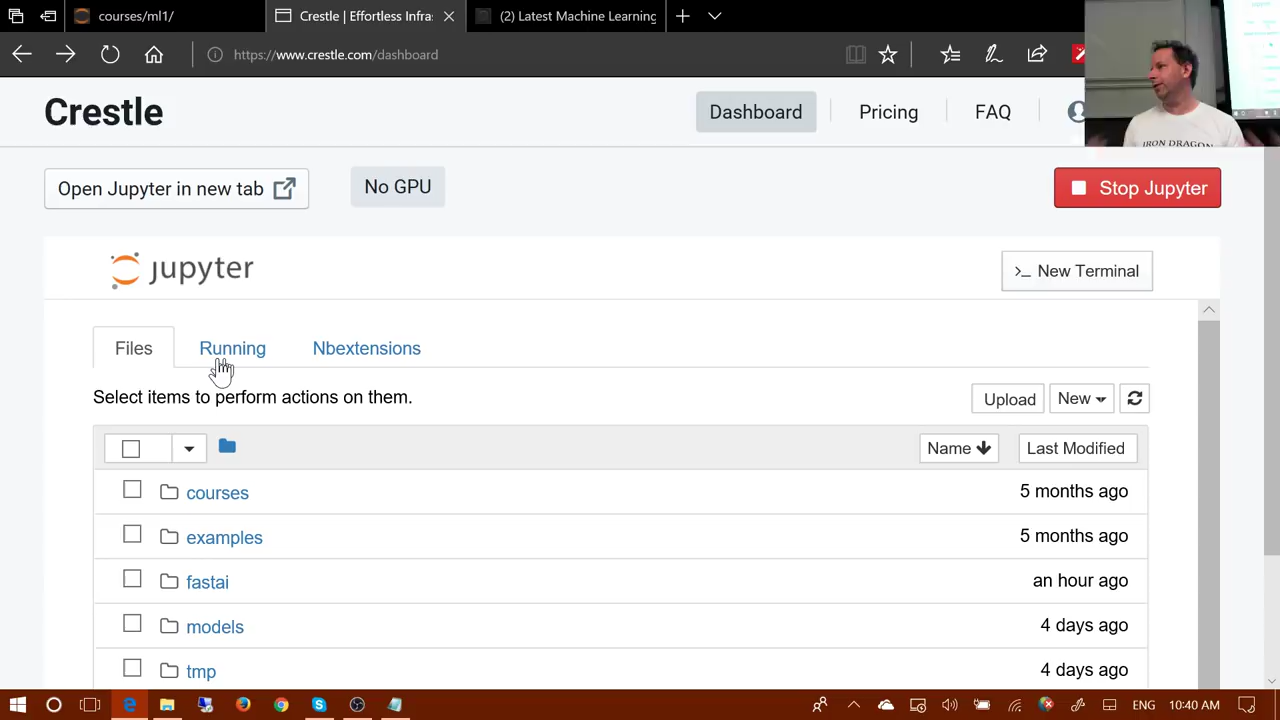 courses/ml1/
Crestle | Effortless Infras
(2) Latest Machine Learning
https://www.crestle.com/dashboard
Crestle
Dashboard
Pricing
FAQ
IRON DRAGON
Open Jupyter in new tab
No GPU
Stop Jupyter
jupyter
>_ New Terminal
Files
Running
Nbextensions
Select items to perform actions on them.
Upload
New
Name
Last Modified
courses
5 months ago
examples
5 months ago
fastai
an hour ago
models
4 days ago
tmp
4 days ago
ENG
10:40 AM